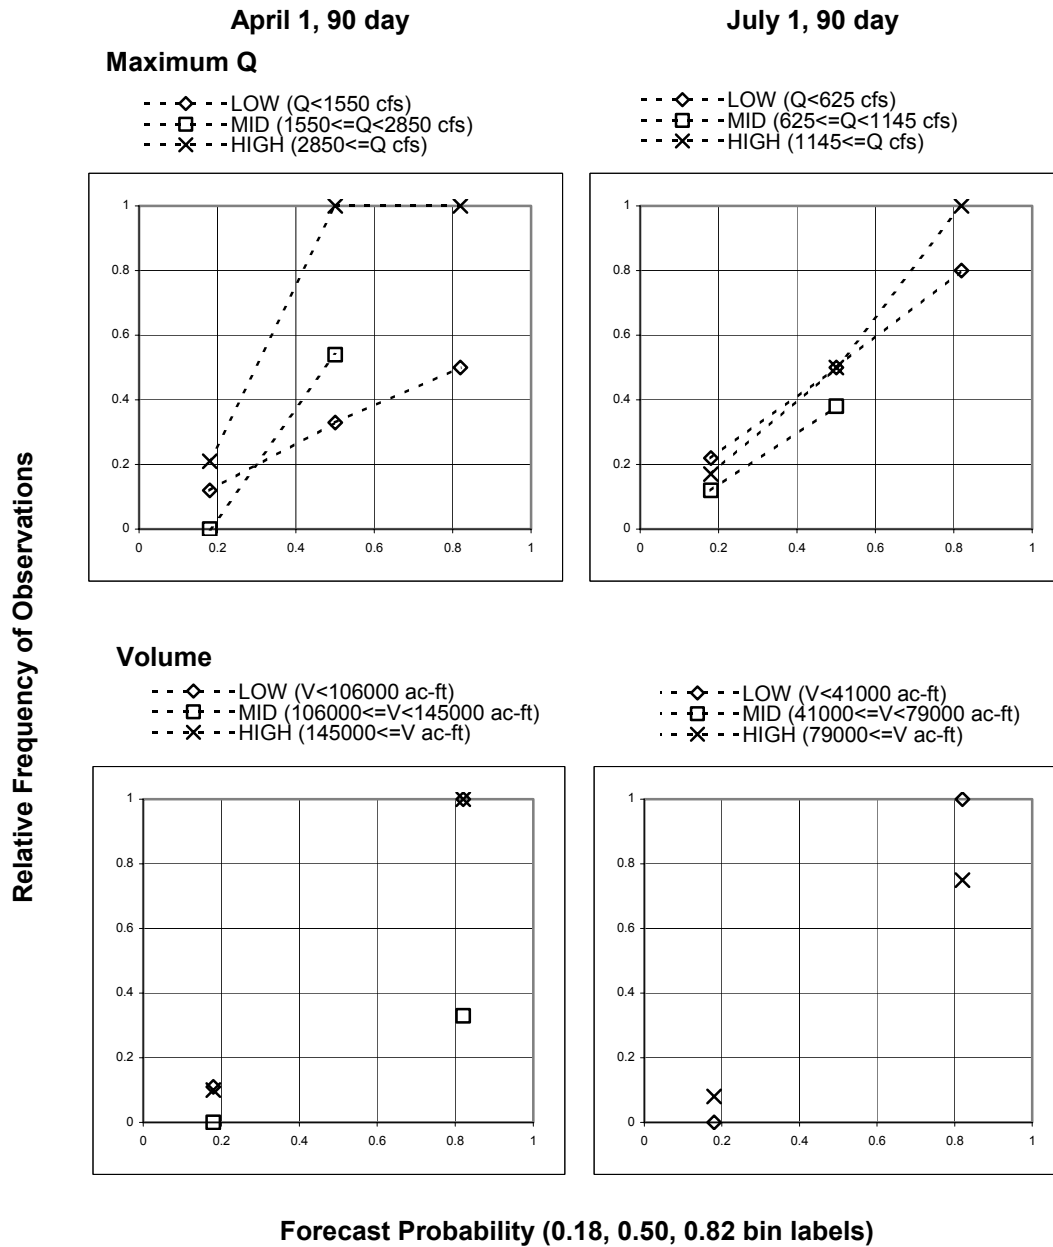 April 1, 90 day
July 1, 90 day
Maximum Q
LOW (Q<1550 cfs)
MID (1550<=Q<2850 cfs)
HIGH (2850<=Q cfs)
LOW (Q<625 cfs)
MID (625<=Q<1145 cfs)
HIGH (1145<=Q cfs)
1
0.8
0.6
0.4
0.2
0
0 0.2 0.4 0.6 0.8 1
1
0.8
0.6
0.4
0.2
0
0 0.2 0.4 0.6 0.8 1
Relative Frequency of Observations
Volume
LOW (V<106000 ac-ft)
MID (106000<=V<145000 ac-ft)
HIGH (145000<=V ac-ft)
LOW (V<41000 ac-ft)
MID (41000<=V<79000 ac-ft)
HIGH (79000<=V ac-ft)
1
0.8
0.6
0.4
0.2
0
0 0.2 0.4 0.6 0.8 1
1
0.8
0.6
0.4
0.2
0
0 0.2 0.4 0.6 0.8 1
Forecast Probability (0.18, 0.50, 0.82 bin labels)